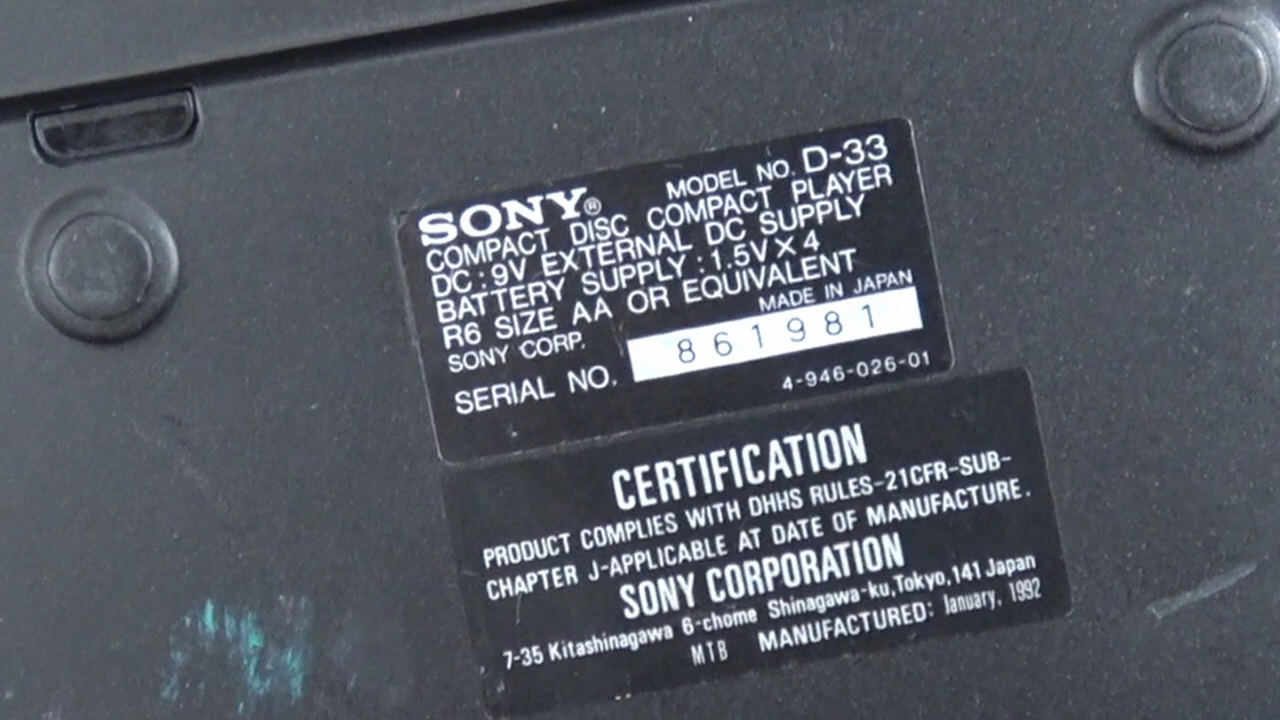 SONY® MODEL NO. D-33
COMPACT DISC COMPACT PLAYER
DC : 9V EXTERNAL DC SUPPLY
BATTERY SUPPLY : 1.5V × 4
R6 SIZE AA OR EQUIVALENT
SONY CORP. MADE IN JAPAN
SERIAL NO. 861981
4-946-026-01
CERTIFICATION
PRODUCT COMPLIES WITH DHHS RULES-21CFR-SUB-
CHAPTER J-APPLICABLE AT DATE OF MANUFACTURE.
SONY CORPORATION
7-35 Kitashinagawa 6-chome Shinagawa-ku,Tokyo,141 Japan
MTB MANUFACTURED: January, 1992